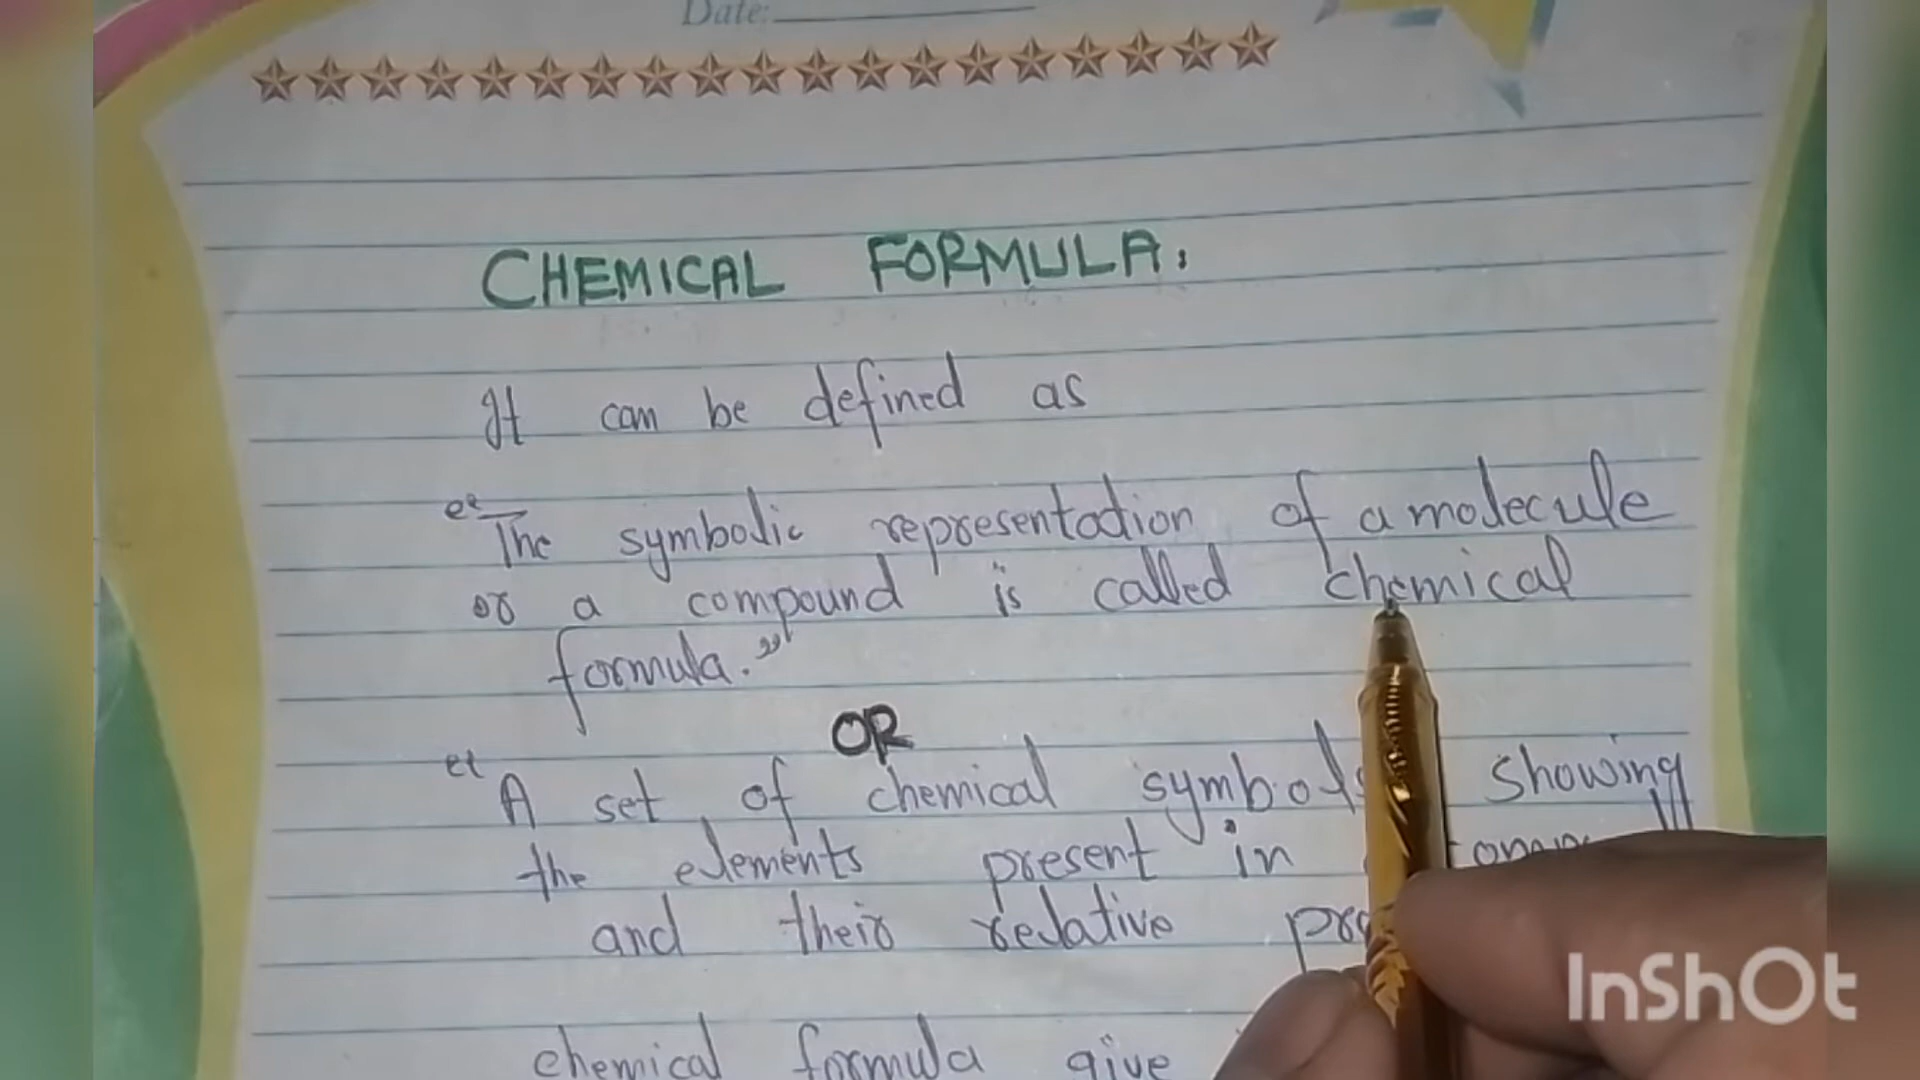 Date:
CHEMICAL FORMULA.
It can be defined as
"The symbolic representation of a molecule
or a compound is called chemical
formula."
OR
"A set of chemical symbols showing
the elements present in
and their relative
chemical formula give
InShOt